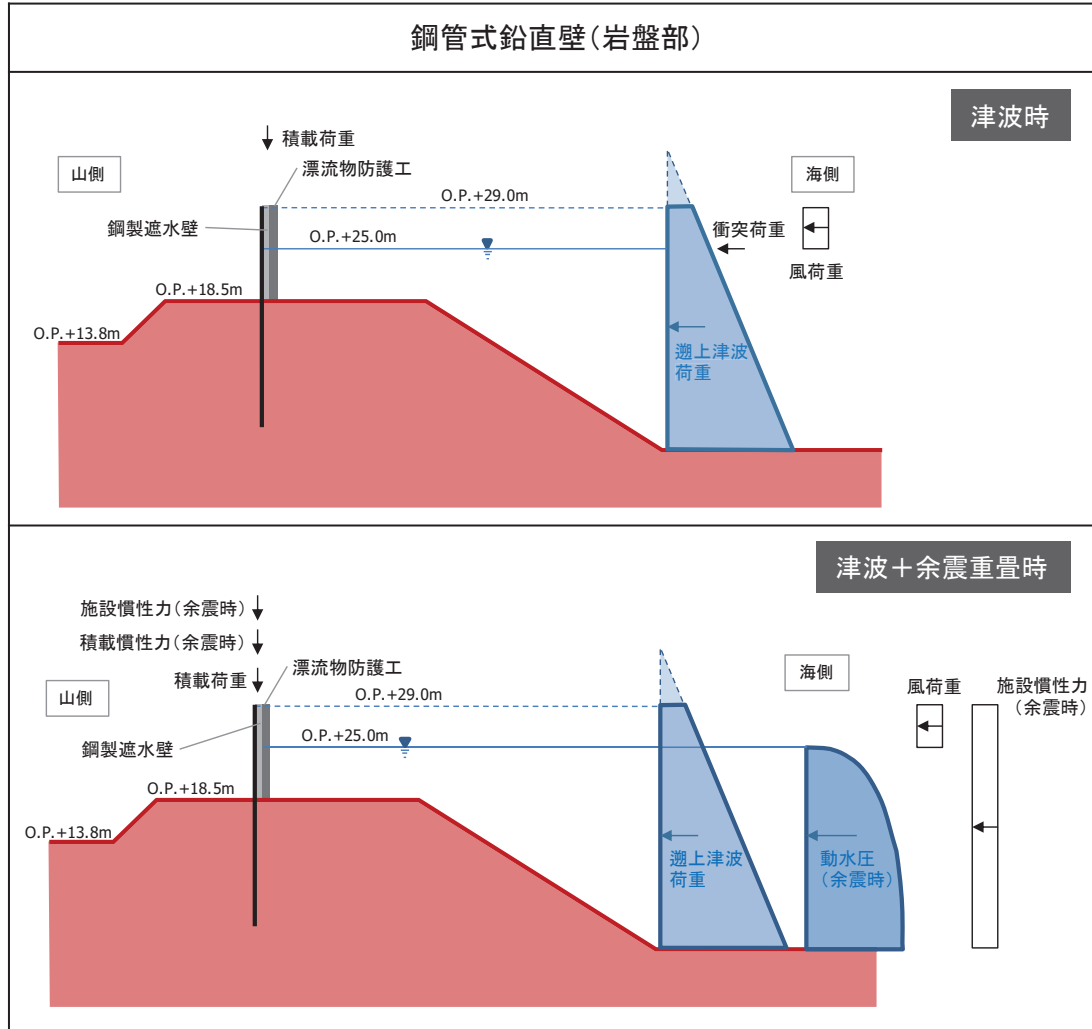 鋼管式鉛直壁(岩盤部)
津波時
積載荷重
山側
漂流物防護工
海側
O.P.+29.0m
鋼製遮水壁
O.P.+25.0m
衝突荷重
風荷重
O.P.+18.5m
O.P.+13.8m
遡上津波
荷重
津波+余震重畳時
施設慣性力(余震時)
積載慣性力(余震時)
積載荷重
漂流物防護工
山側
海側
O.P.+29.0m
風荷重
施設慣性力
(余震時)
鋼製遮水壁
O.P.+25.0m
O.P.+18.5m
O.P.+13.8m
遡上津波
荷重
動水圧
(余震時)